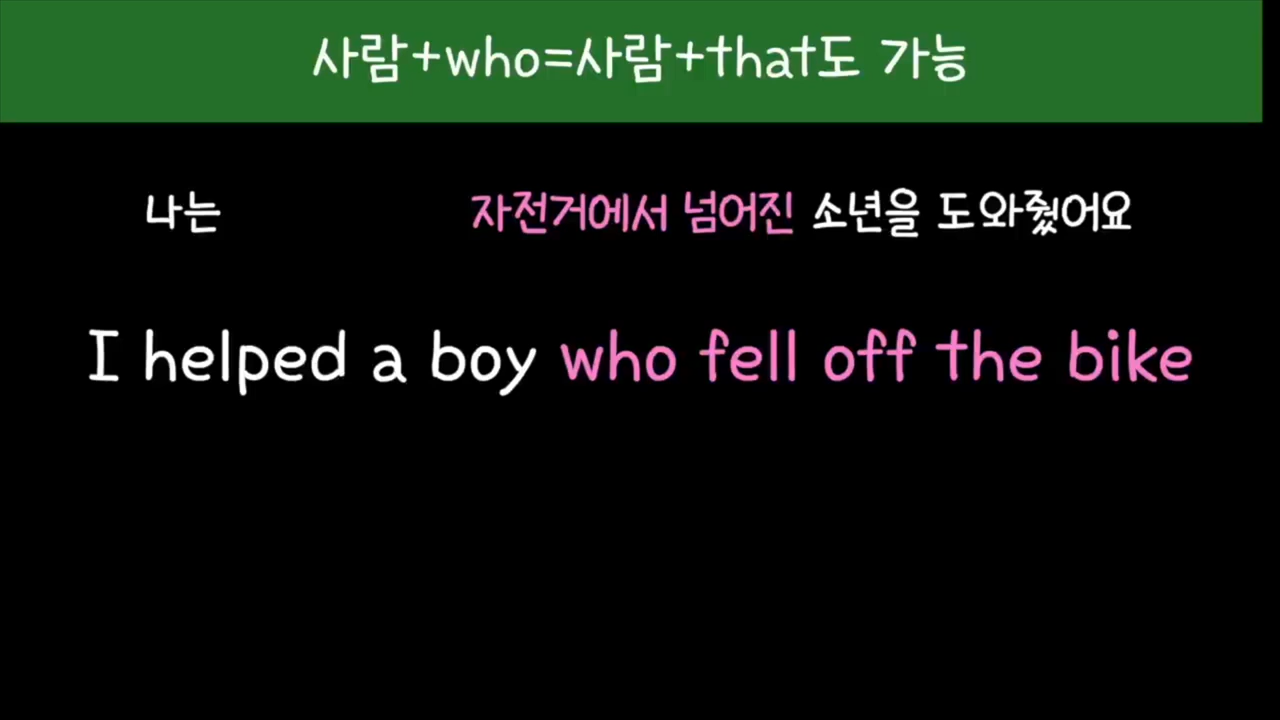 사람+who=사람+that도 가능
나는 자전거에서 넘어진 소년을 도와줬어요
I helped a boy who fell off the bike